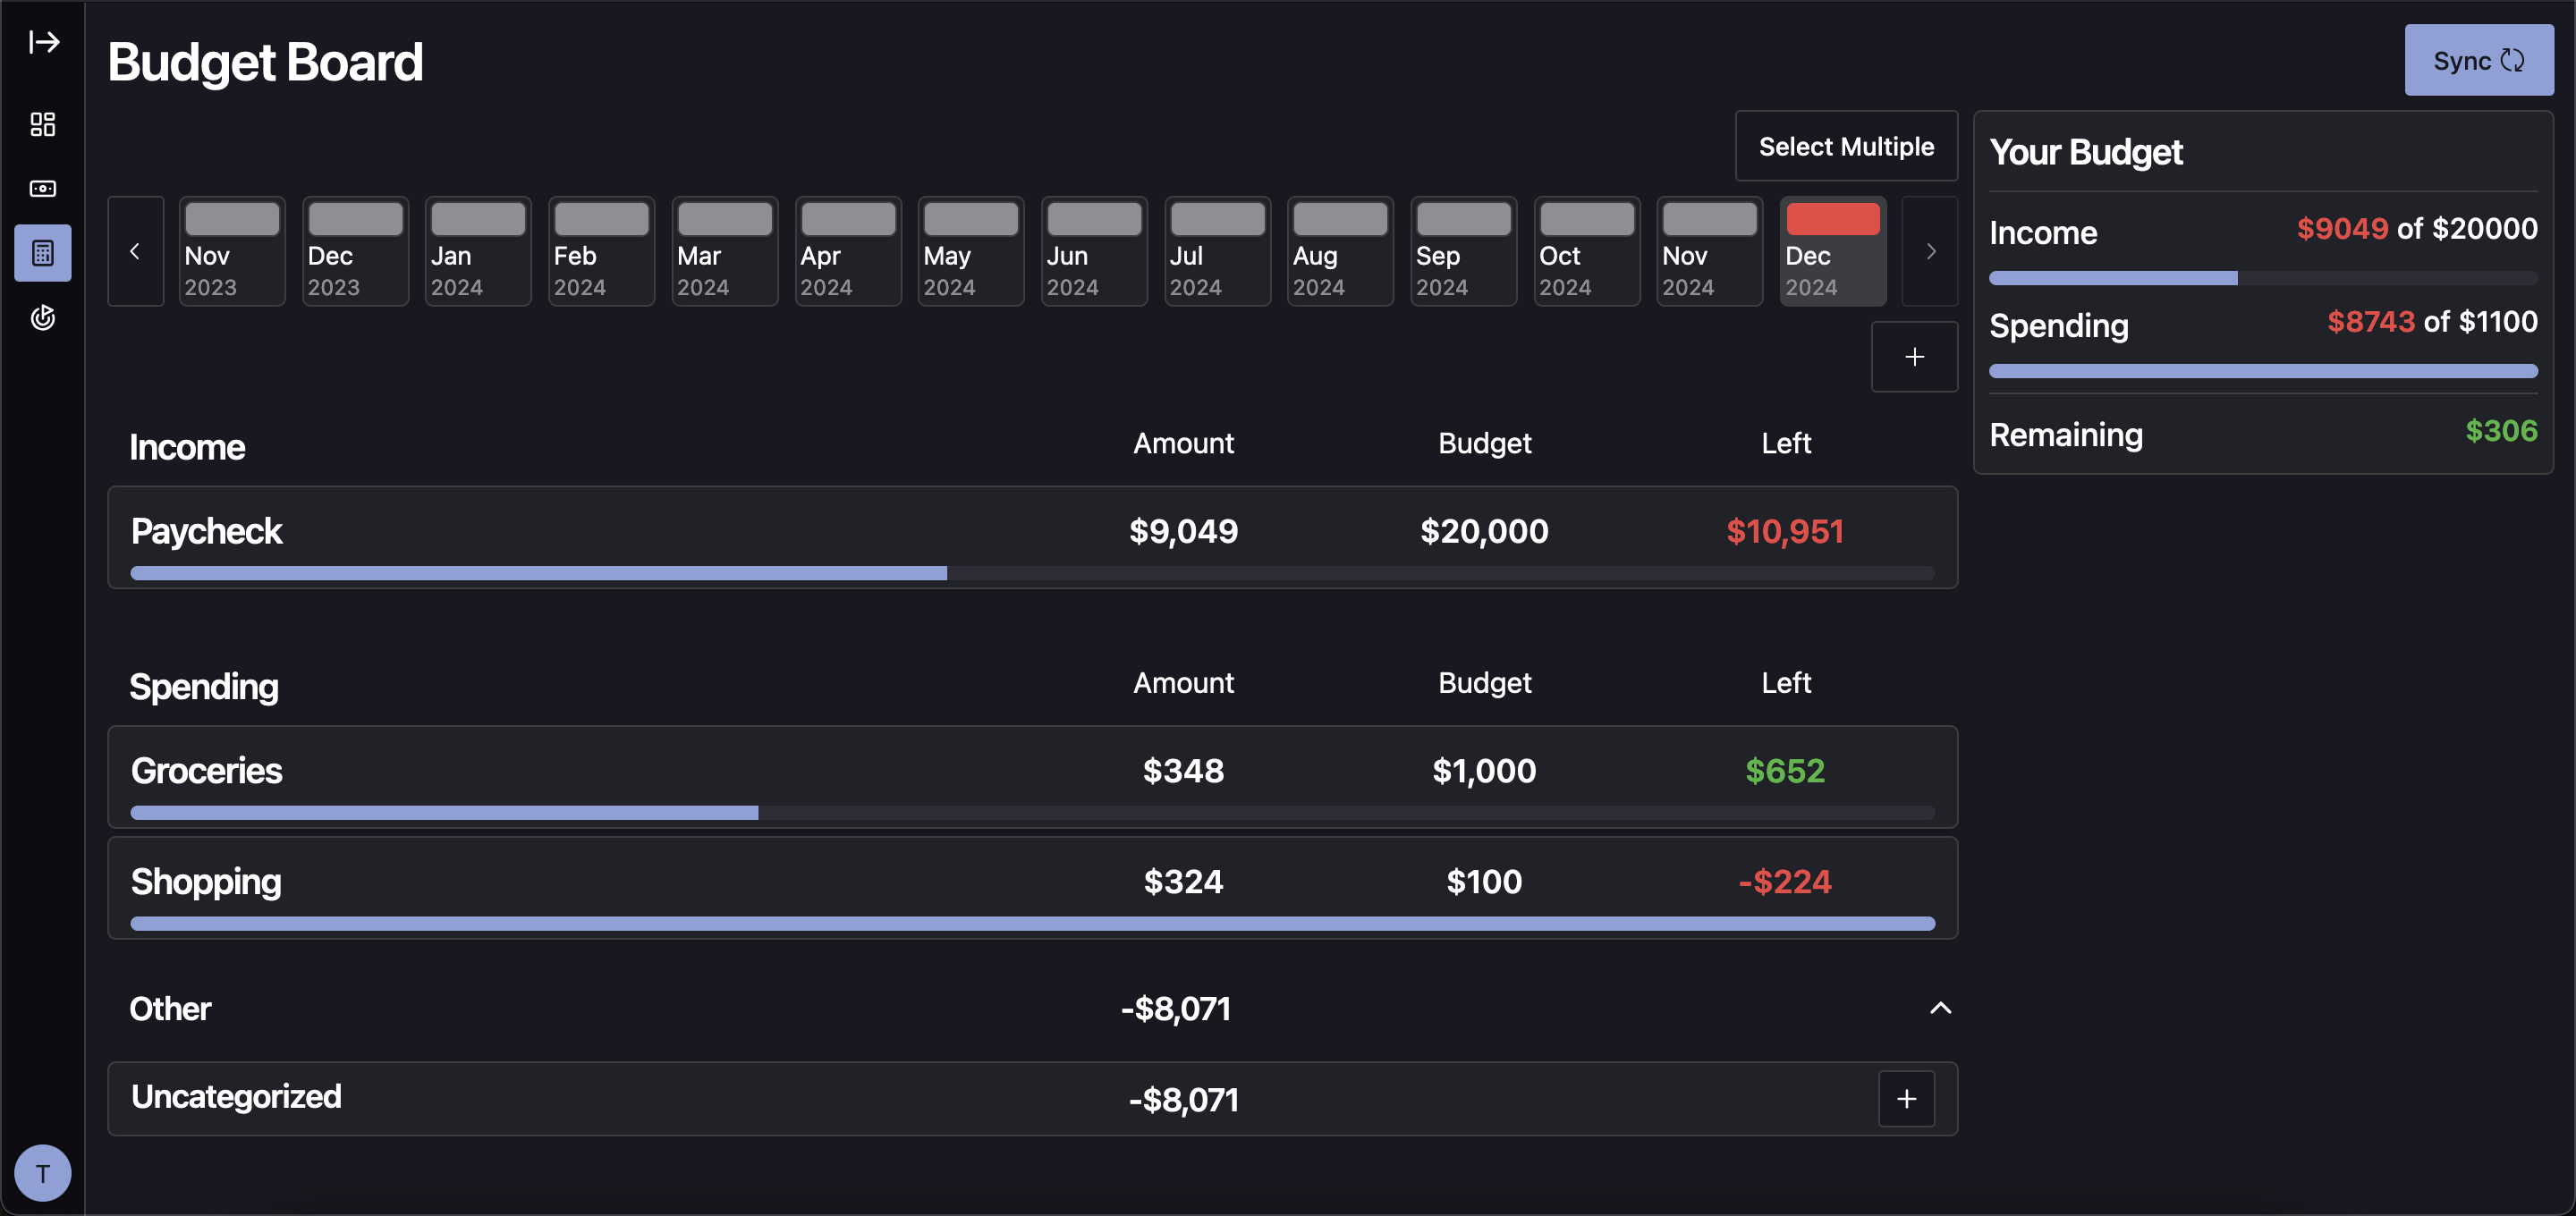 Budget Board
Sync
Select Multiple
Nov
2023
Dec
2023
Jan
2024
Feb
2024
Mar
2024
Apr
2024
May
2024
Jun
2024
Jul
2024
Aug
2024
Sep
2024
Oct
2024
Nov
2024
Dec
2024
+
Income Amount Budget Left
Paycheck $9,049 $20,000 $10,951
Spending Amount Budget Left
Groceries $348 $1,000 $652
Shopping $324 $100 -$224
Other -$8,071
Uncategorized -$8,071 +
Your Budget
Income $9049 of $20000
Spending $8743 of $1100
Remaining $306
T